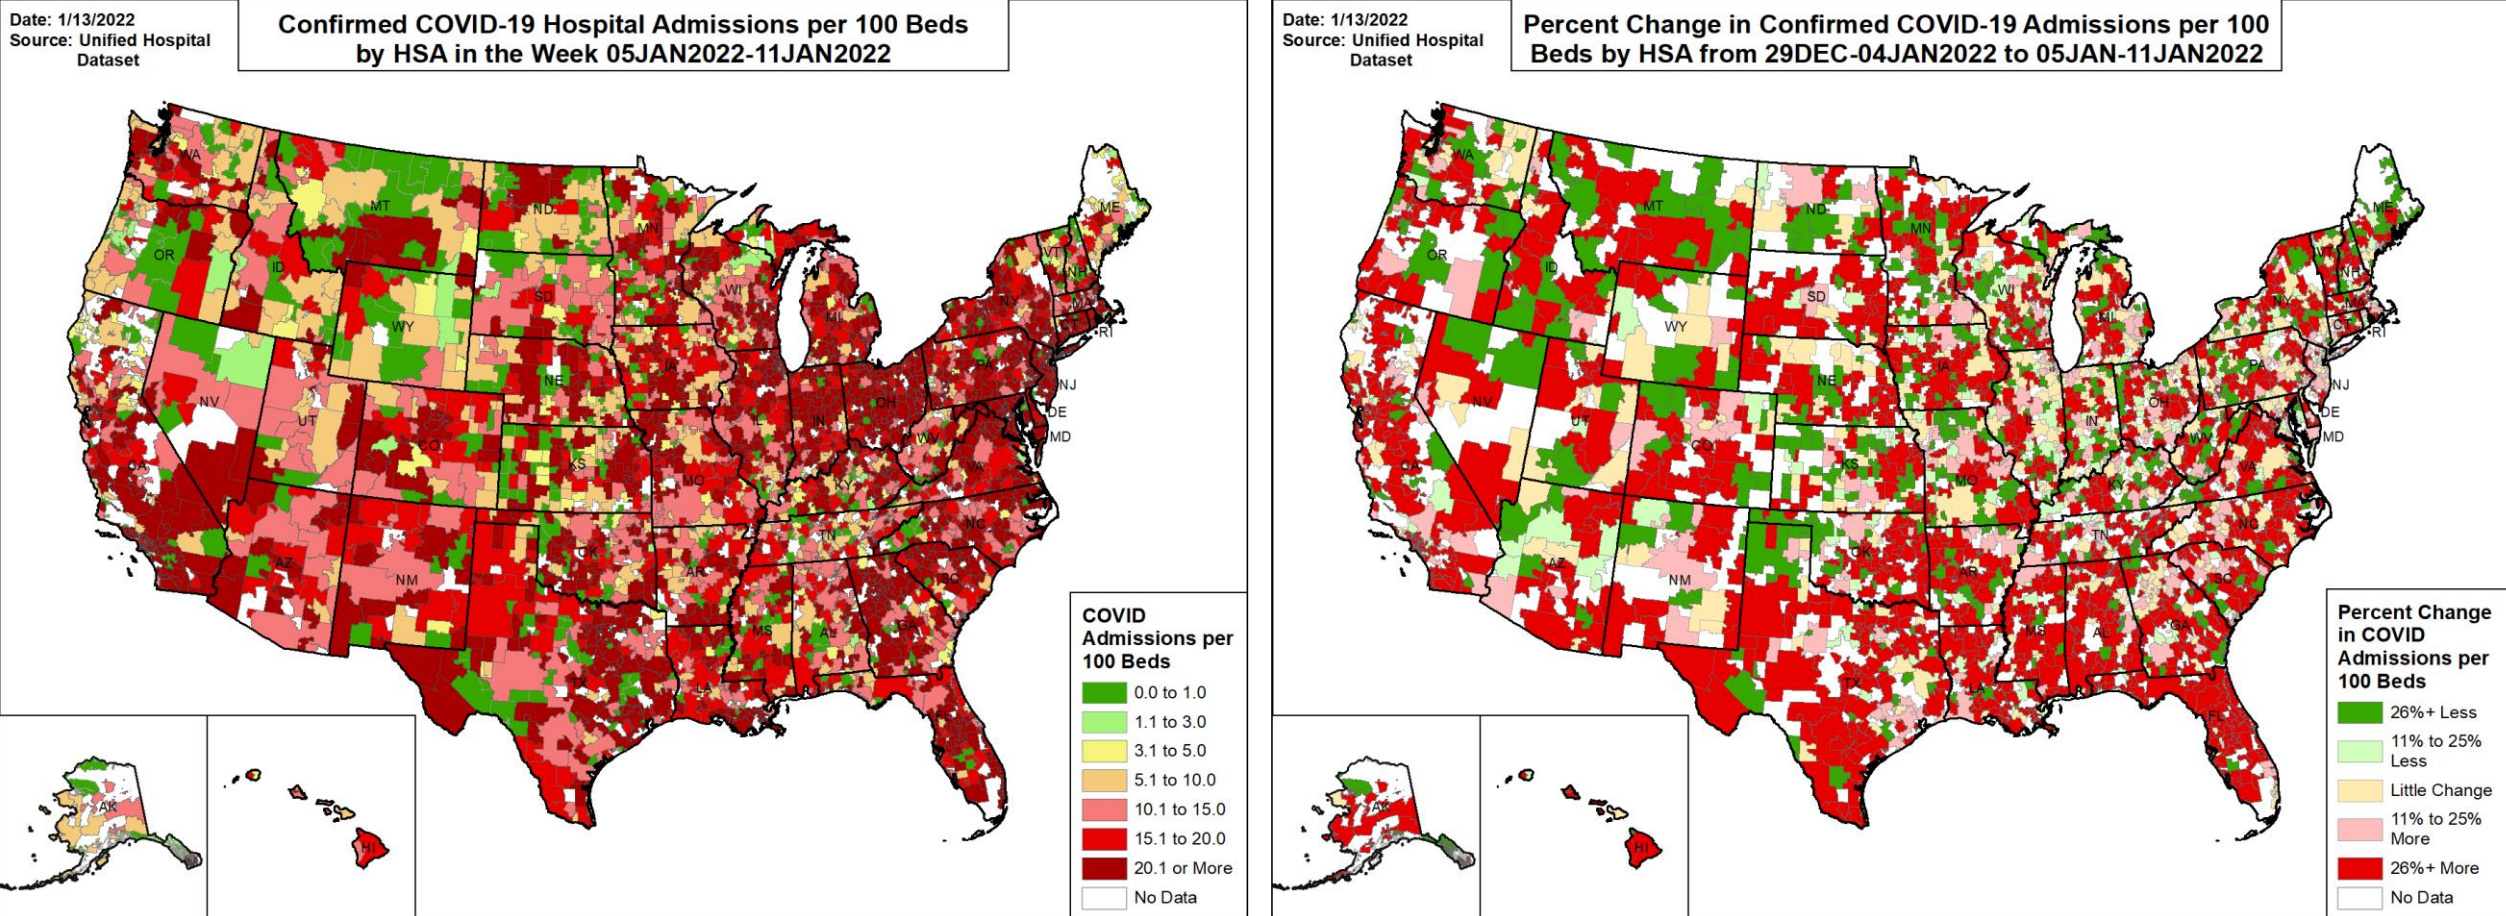 Date: 1/13/2022
Source: Unified Hospital
Dataset
Confirmed COVID-19 Hospital Admissions per 100 Beds
by HSA in the Week 05JAN2022-11JAN2022
WA
OR
ID
MT
WY
NV
UT
CA
AZ
CO
NM
ND
SD
NE
KS
OK
TX
MN
IA
MO
AR
LA
WI
IL
MI
IN
OH
KY
TN
MS
AL
GA
SC
NC
VA
WV
PA
NY
VT
NH
ME
MA
CT
RI
NJ
DE
MD
AK
HI
COVID
Admissions per
100 Beds
0.0 to 1.0
1.1 to 3.0
3.1 to 5.0
5.1 to 10.0
10.1 to 15.0
15.1 to 20.0
20.1 or More
No Data
Date: 1/13/2022
Source: Unified Hospital
Dataset
Percent Change in Confirmed COVID-19 Admissions per 100
Beds by HSA from 29DEC-04JAN2022 to 05JAN-11JAN2022
WA
OR
ID
MT
WY
NV
UT
CA
AZ
CO
NM
ND
SD
NE
KS
OK
TX
MN
IA
MO
AR
LA
WI
IL
MI
IN
OH
KY
TN
MS
AL
GA
FL
SC
NC
VA
WV
PA
NY
VT
NH
ME
MA
CT
RI
NJ
DE
MD
AK
HI
Percent Change
in COVID
Admissions per
100 Beds
26%+ Less
11% to 25%
Less
Little Change
11% to 25%
More
26%+ More
No Data